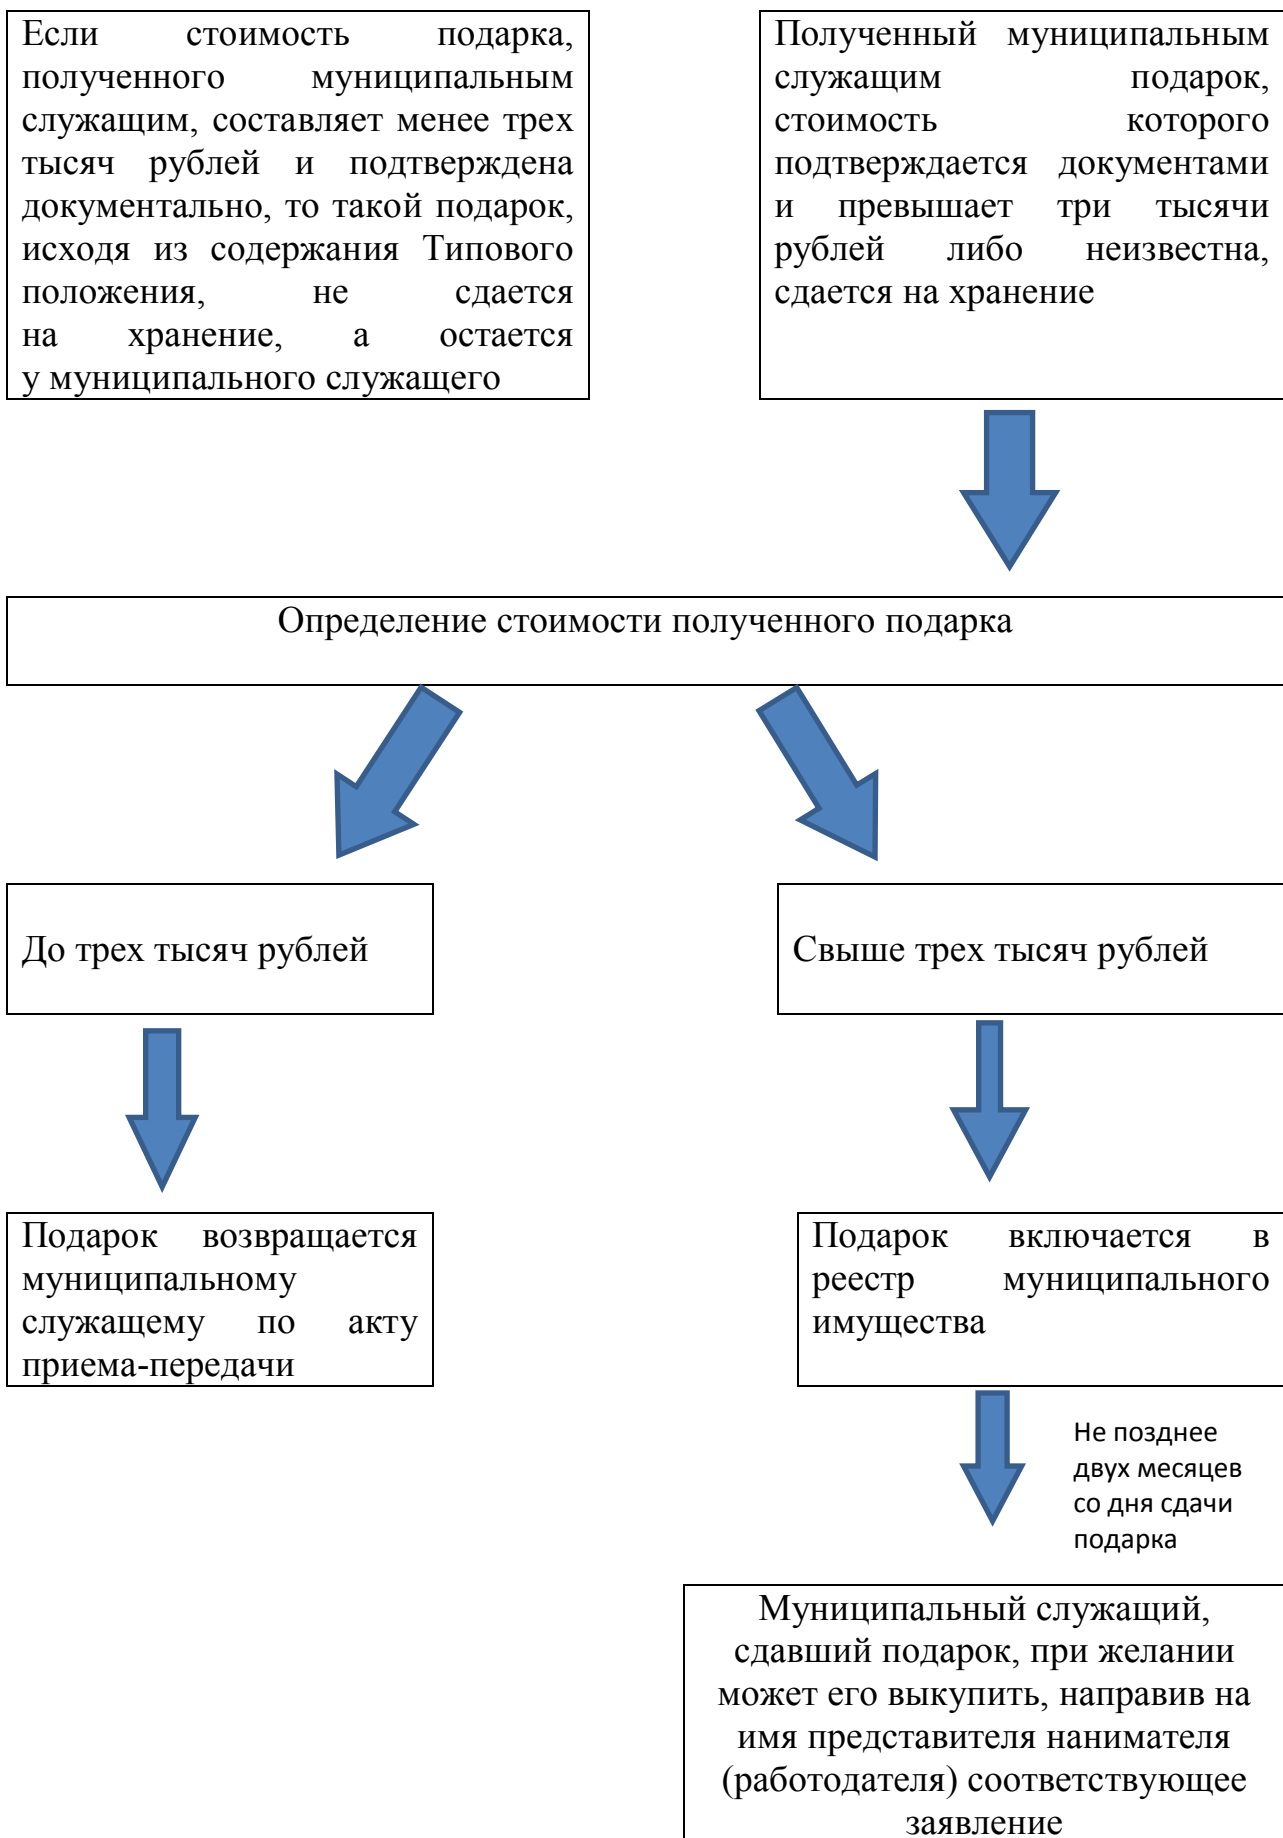 Если стоимость подарка,
полученного муниципальным
служащим, составляет менее трех
тысяч рублей и подтверждена
документально, то такой подарок,
исходя из содержания Типового
положения, не сдается
на хранение, а остается
у муниципального служащего
Полученный муниципальным
служащим подарок,
стоимость которого
подтверждается документами
и превышает три тысячи
рублей либо неизвестна,
сдается на хранение
Определение стоимости полученного подарка
До трех тысяч рублей
Свыше трех тысяч рублей
Подарок возвращается
муниципальному
служащему по акту
приема-передачи
Подарок включается в
реестр муниципального
имущества
Не позднее
двух месяцев
со дня сдачи
подарка
Муниципальный служащий,
сдавший подарок, при желании
может его выкупить, направив на
имя представителя нанимателя
(работодателя) соответствующее
заявление